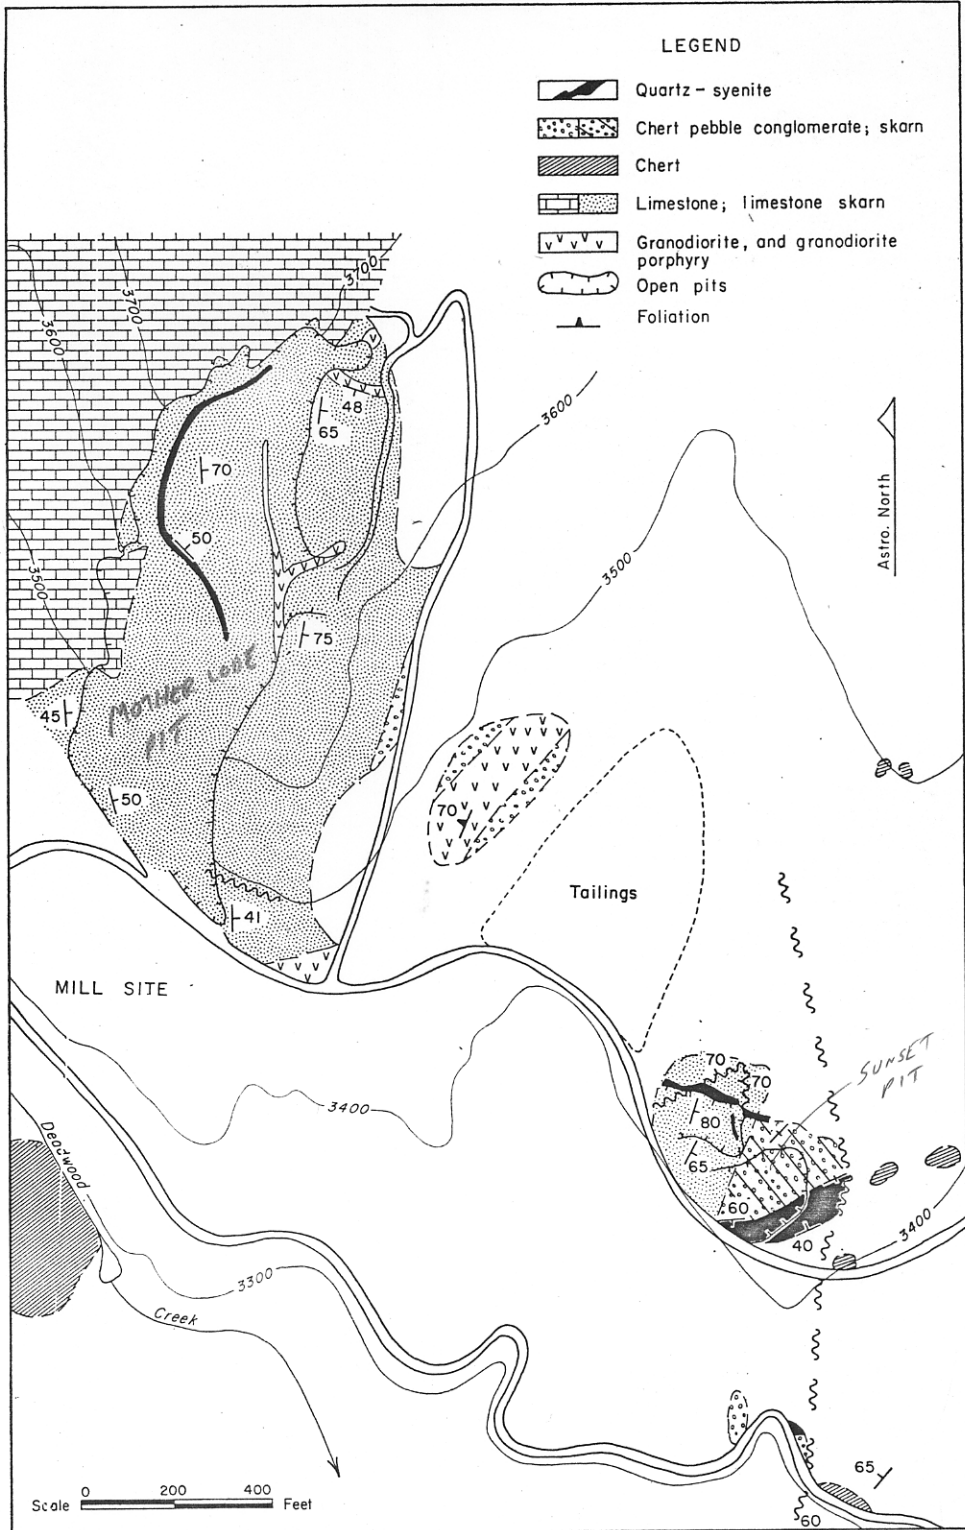 LEGEND
Quartz - syenite
Chert pebble conglomerate; skarn
Chert
Limestone; limestone skarn
Granodiorite, and granodiorite
porphyry
Open pits
Foliation
3700
3700
3600
48
65
3600
70
Astro. North
50
3500
3500
75
MOTHER LODE
PIT
45
50
70
Tailings
41
MILL SITE
SUNSET
PIT
70
70
3400
80
Deadwood
65
60
3400
40
3300
Creek
65
Scale 0 200 400 Feet
60